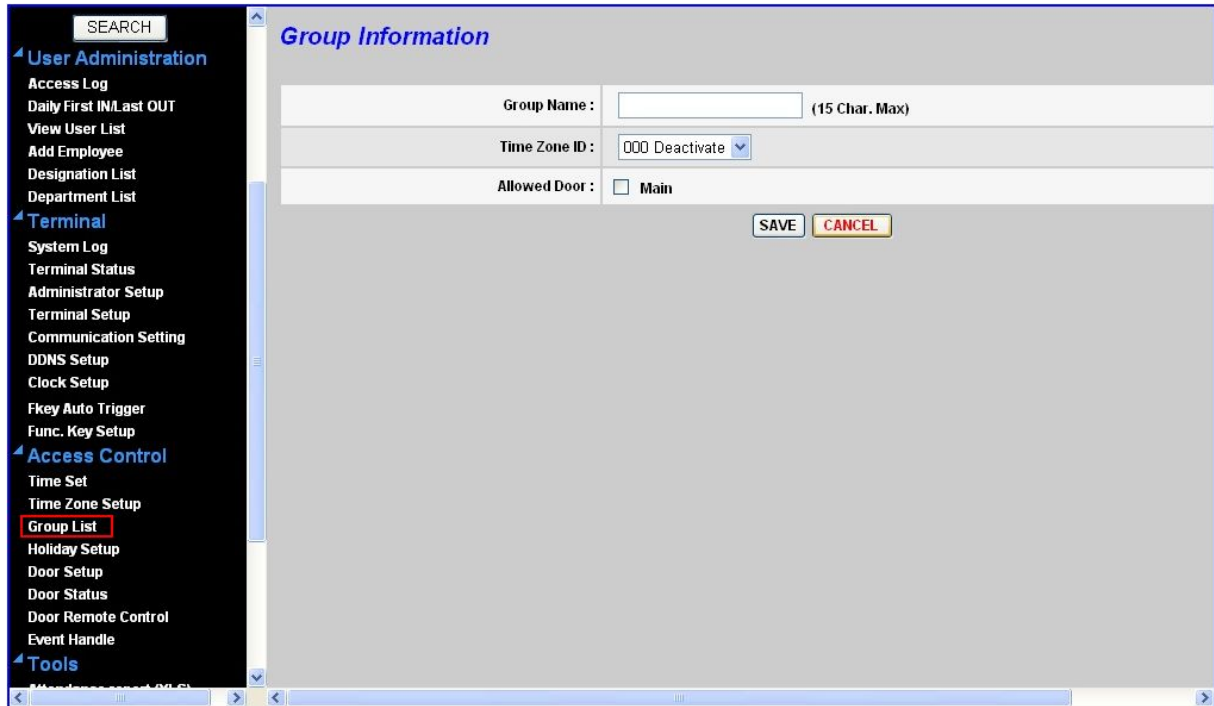 SEARCH
User Administration
Access Log
Daily First IN/Last OUT
View User List
Add Employee
Designation List
Department List
Terminal
System Log
Terminal Status
Administrator Setup
Terminal Setup
Communication Setting
DDNS Setup
Clock Setup
Fkey Auto Trigger
Func. Key Setup
Access Control
Time Set
Time Zone Setup
Group List
Holiday Setup
Door Setup
Door Status
Door Remote Control
Event Handle
Tools
Attendance report (XLS)
Group Information
Group Name : (15 Char. Max)
Time Zone ID : 000 Deactivate
Allowed Door : Main
SAVE CANCEL